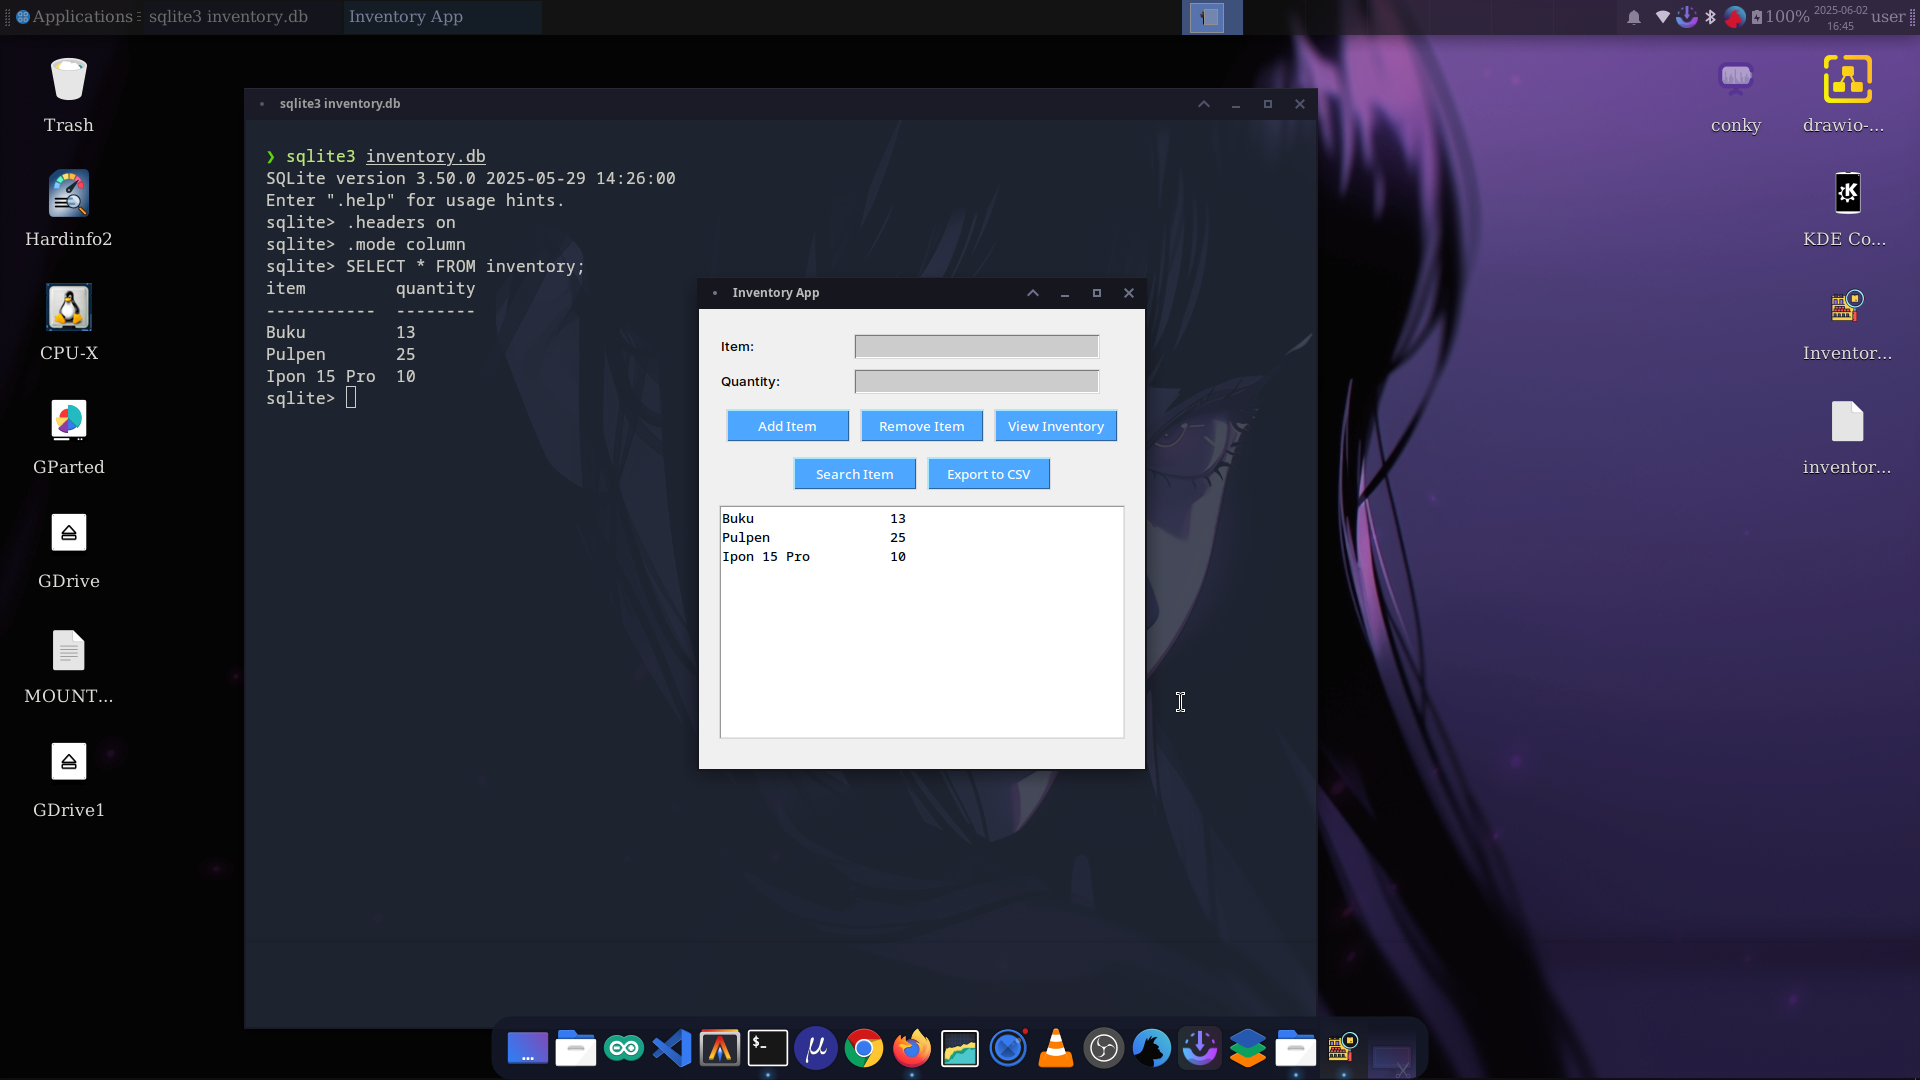 Applications
sqlite3 inventory.db
Inventory App
100%
2025-06-02
16:45
user
Trash
Hardinfo2
CPU-X
GParted
GDrive
MOUNT...
GDrive1
conky
drawio-...
KDE Co...
Inventor...
inventor...
sqlite3 inventory.db
❯ sqlite3 inventory.db
SQLite version 3.50.0 2025-05-29 14:26:00
Enter ".help" for usage hints.
sqlite> .headers on
sqlite> .mode column
sqlite> SELECT * FROM inventory;
item quantity
----------- --------
Buku 13
Pulpen 25
Ipon 15 Pro 10
sqlite>
Inventory App
Item:
Quantity:
Add Item Remove Item View Inventory
Search Item Export to CSV
Buku 13
Pulpen 25
Ipon 15 Pro 10
$_
μ